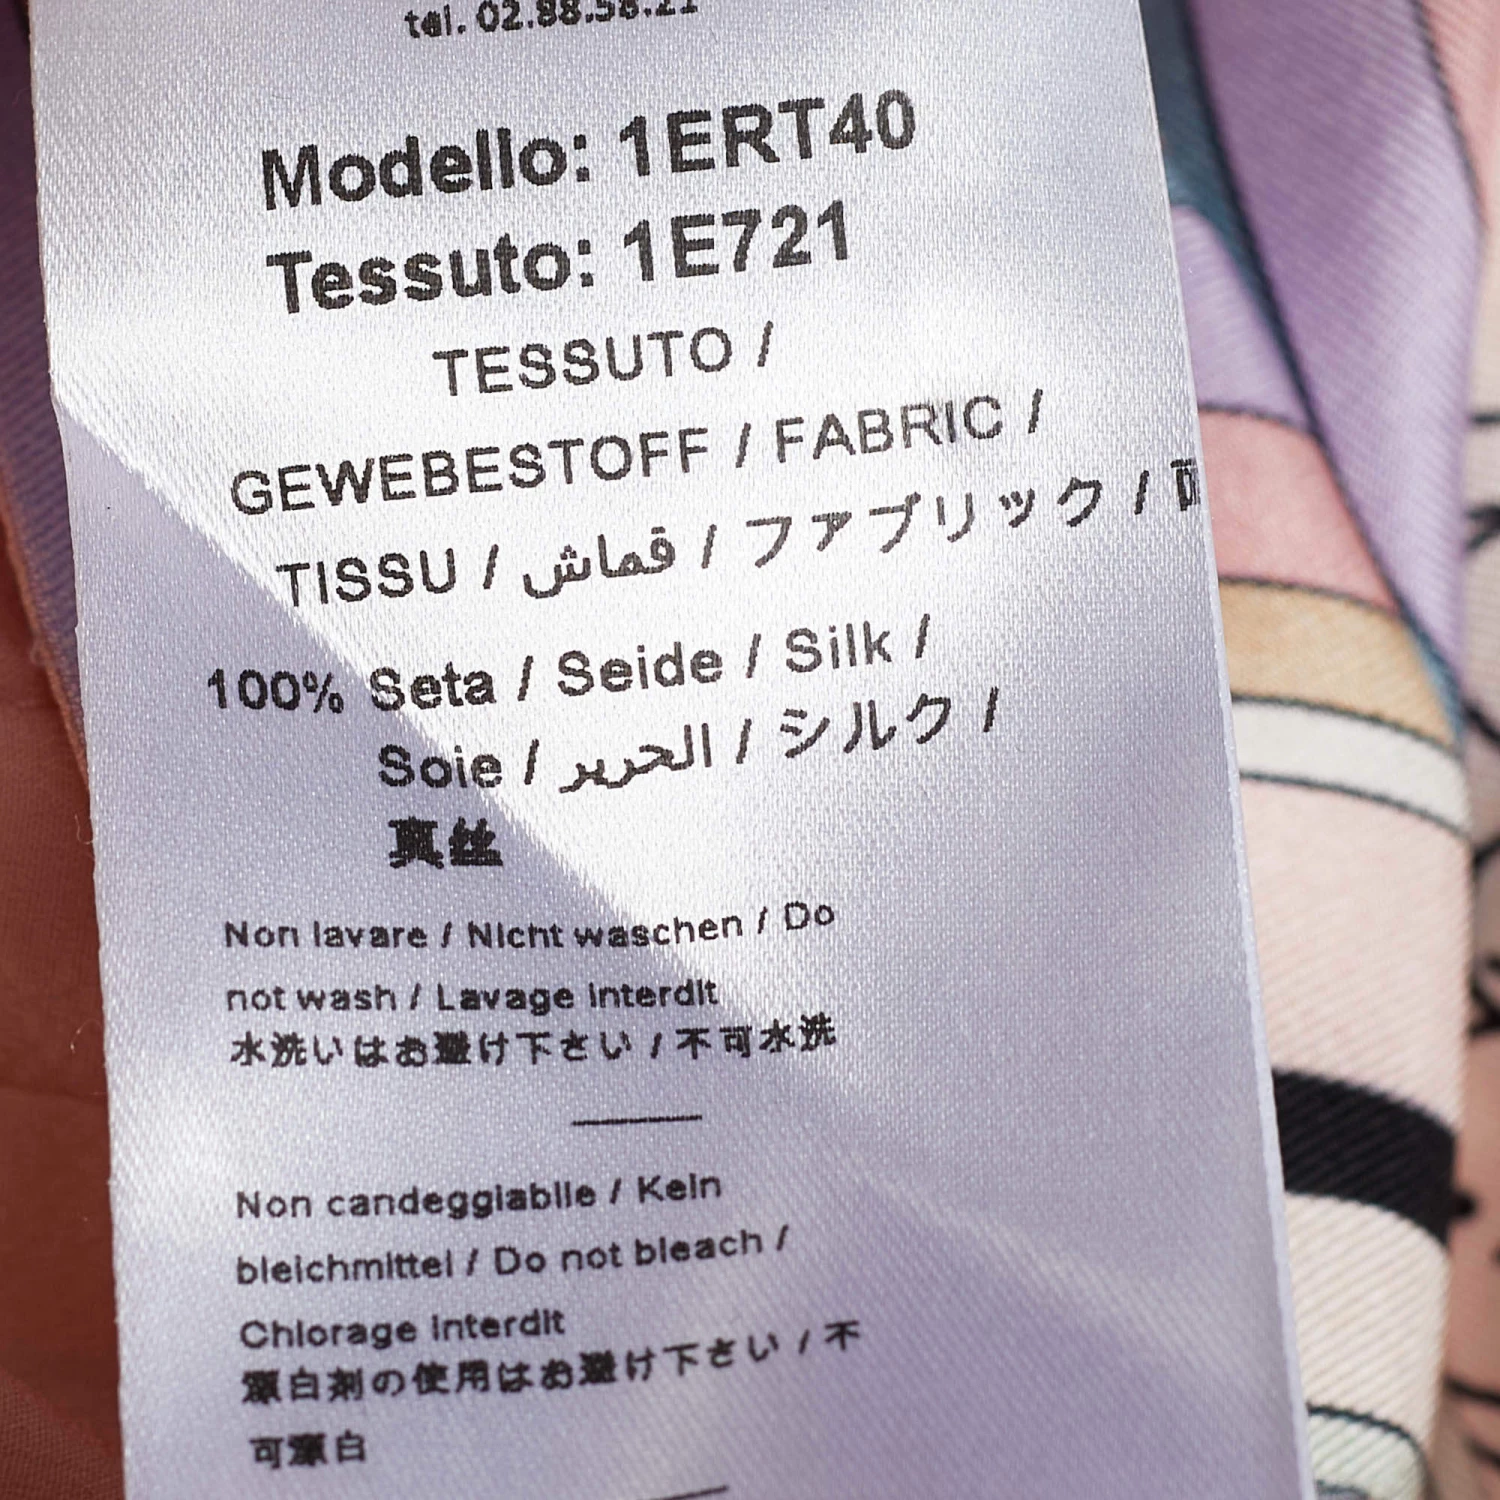 tel. 02.88.58.21
Modello: 1ERT40
Tessuto: 1E721
TESSUTO /
GEWEBESTOFF / FABRIC /
TISSU / قماش / ファブリック /
100% Seta / Seide / Silk /
Soie / الحرير / シルク /
真丝
Non lavare / Nicht waschen / Do
not wash / Lavage interdit
水洗いはお避け下さい / 不可水洗
Non candeggiabile / Kein
bleichmittel / Do not bleach /
Chlorage interdit
漂白剤の使用はお避け下さい / 不
可漂白